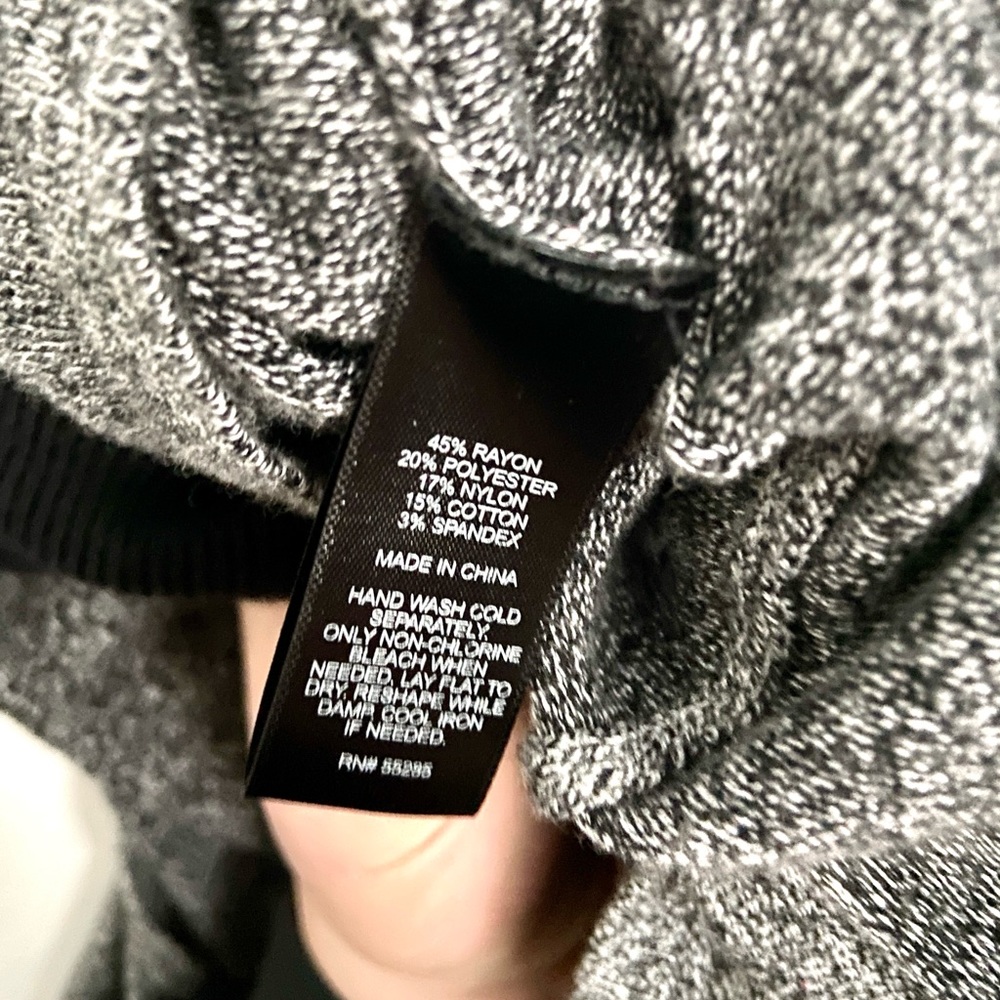 45% RAYON
20% POLYESTER
17% NYLON
15% COTTON
3% SPANDEX
MADE IN CHINA
HAND WASH COLD
SEPARATELY.
ONLY NON-CHLORINE
BLEACH WHEN
NEEDED. LAY FLAT TO
DRY. RESHAPE WHILE
DAMP. COOL IRON
IF NEEDED.
RN# 55285